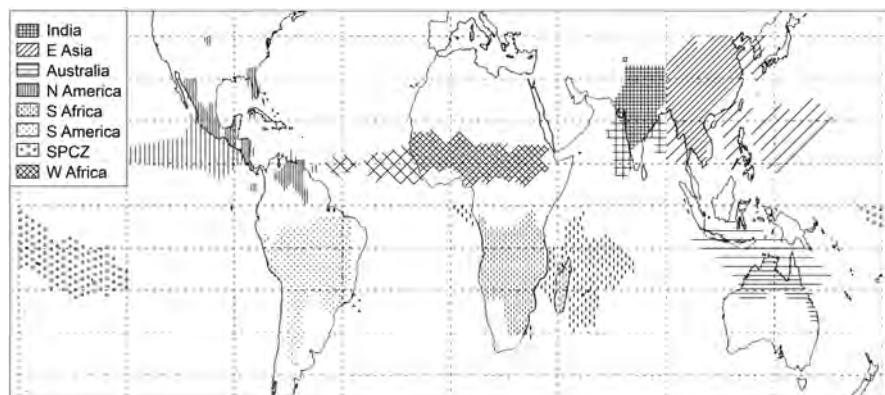 India
E Asia
Australia
N America
S Africa
S America
SPCZ
W Africa